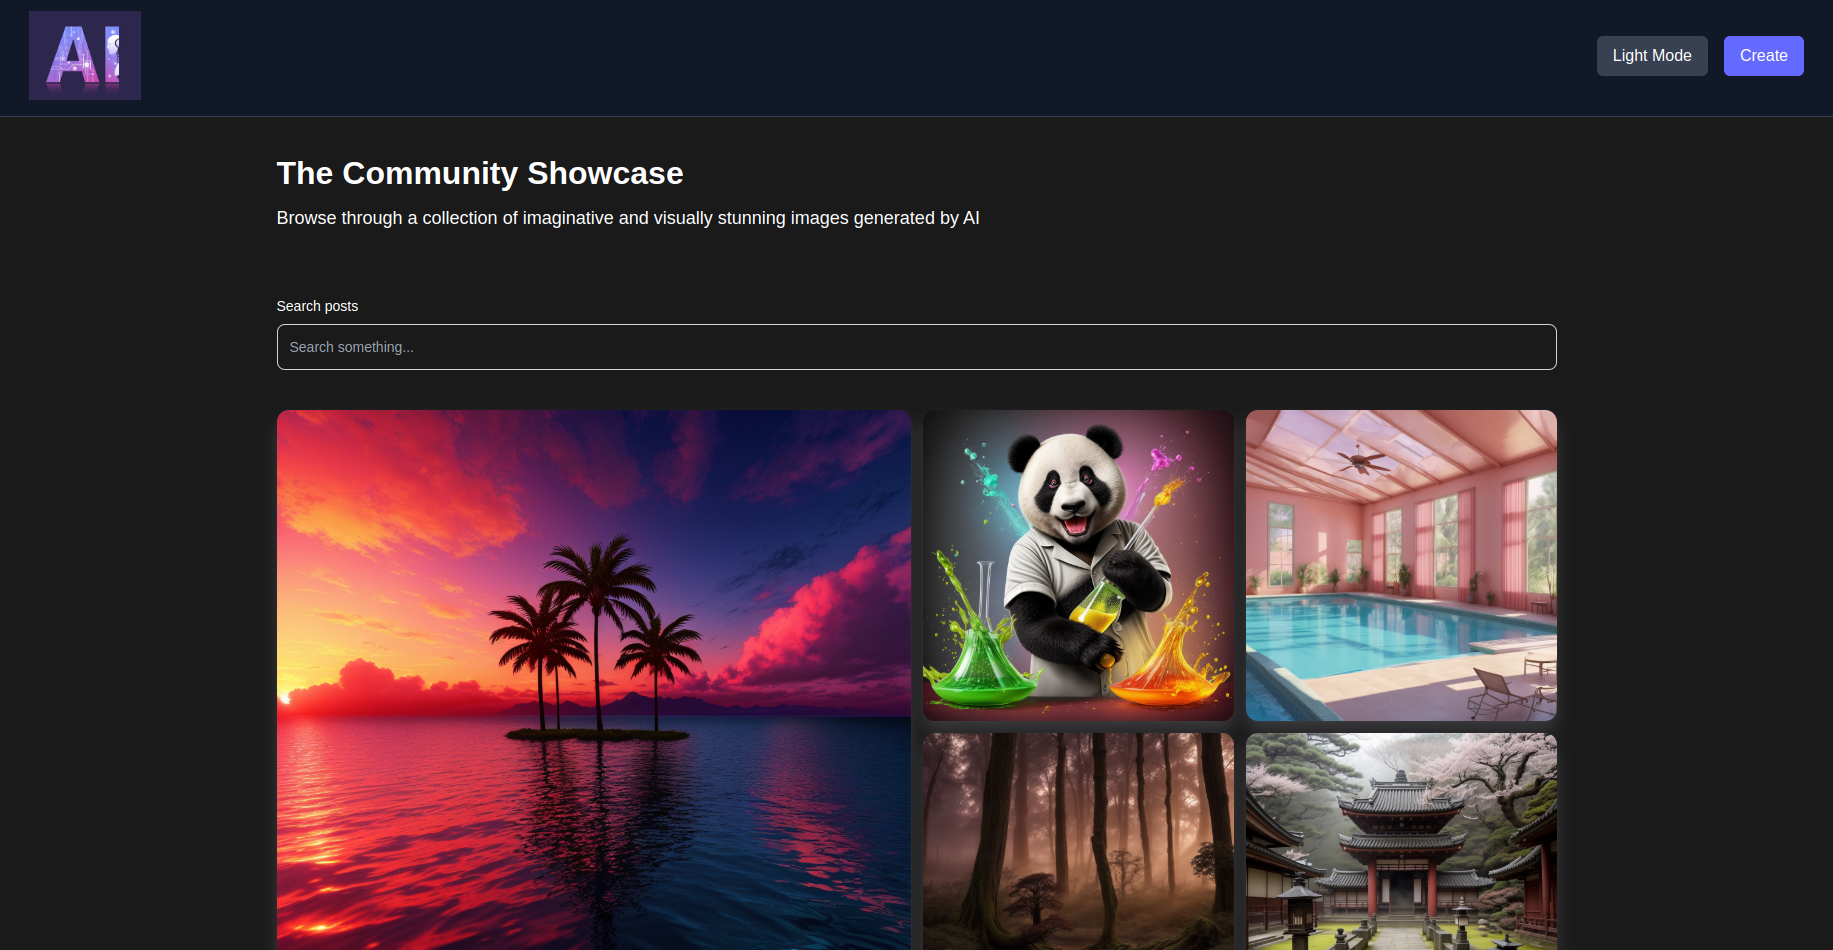 AI
Light Mode
Create
The Community Showcase
Browse through a collection of imaginative and visually stunning images generated by AI
Search posts
Search something...